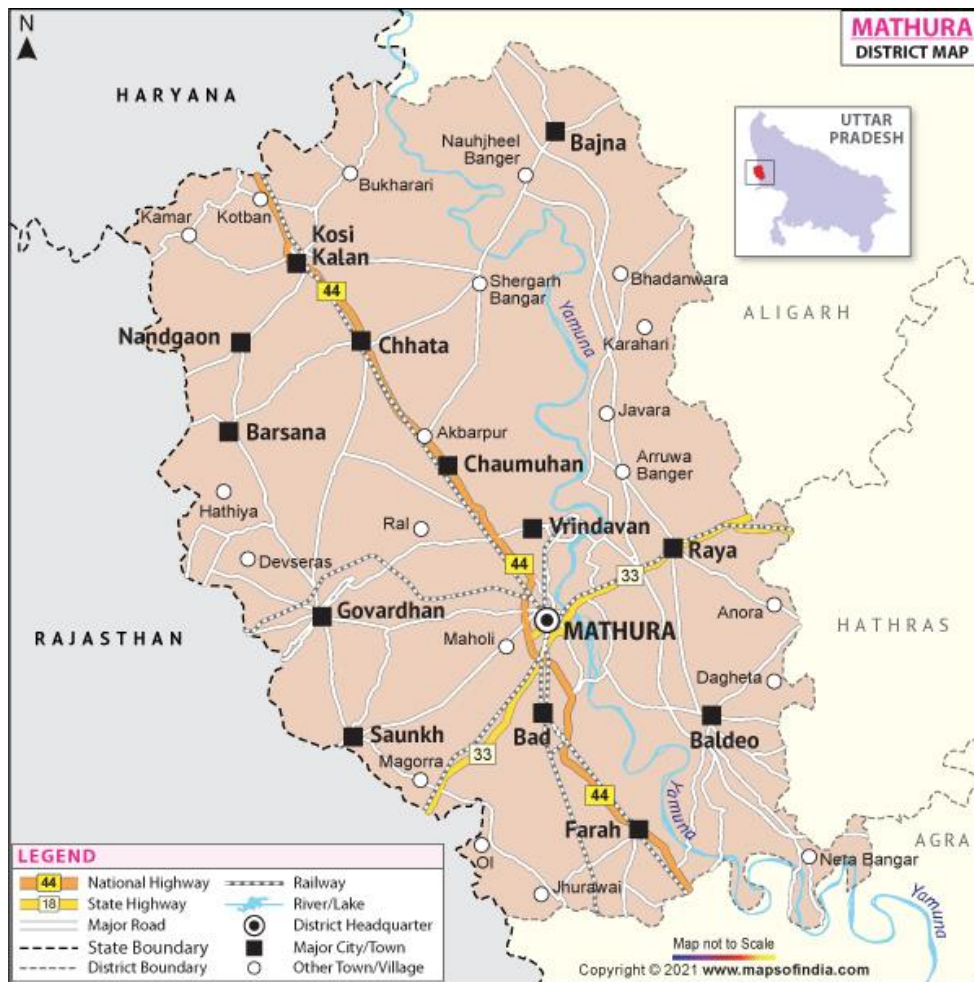 N
MATHURA
DISTRICT MAP
HARYANA
UTTAR
PRADESH
Nauhjheel
Banger
Bajna
Bukharari
Kamar
Kotban
Kosi
Kalan
44
Shergarh
Bangar
Bhadanwara
Yamuna
ALIGARH
Nandgaon
Chhata
Karahari
Barsana
Akbarpur
Javara
Chaumuhan
Arruwa
Banger
Hathiya
Ral
Vrindavan
Raya
Devseras
44
33
Govardhan
MATHURA
Anora
RAJASTHAN
Maholi
HATHRAS
Dagheta
Saunkh
Bad
Baldeo
Magorra
33
44
Farah
Yamuna
AGRA
Ol
Nera Bangar
Jhurawai
Yamuna
LEGEND
44 National Highway
18 State Highway
Major Road
State Boundary
District Boundary
Railway
River/Lake
District Headquarter
Major City/Town
Other Town/Village
Map not to Scale
Copyright © 2021 www.mapsofindia.com